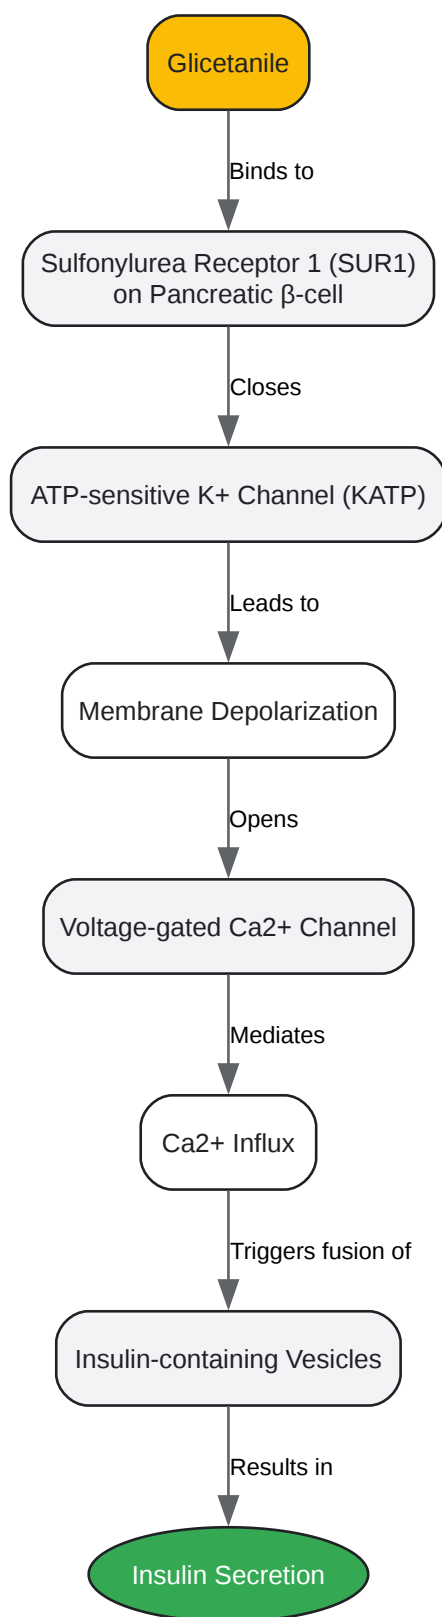 Glicetanile
Binds to
Sulfonylurea Receptor 1 (SUR1)
on Pancreatic β-cell
Closes
ATP-sensitive K+ Channel (KATP)
Leads to
Membrane Depolarization
Opens
Voltage-gated Ca2+ Channel
Mediates
Ca2+ Influx
Triggers fusion of
Insulin-containing Vesicles
Results in
Insulin Secretion